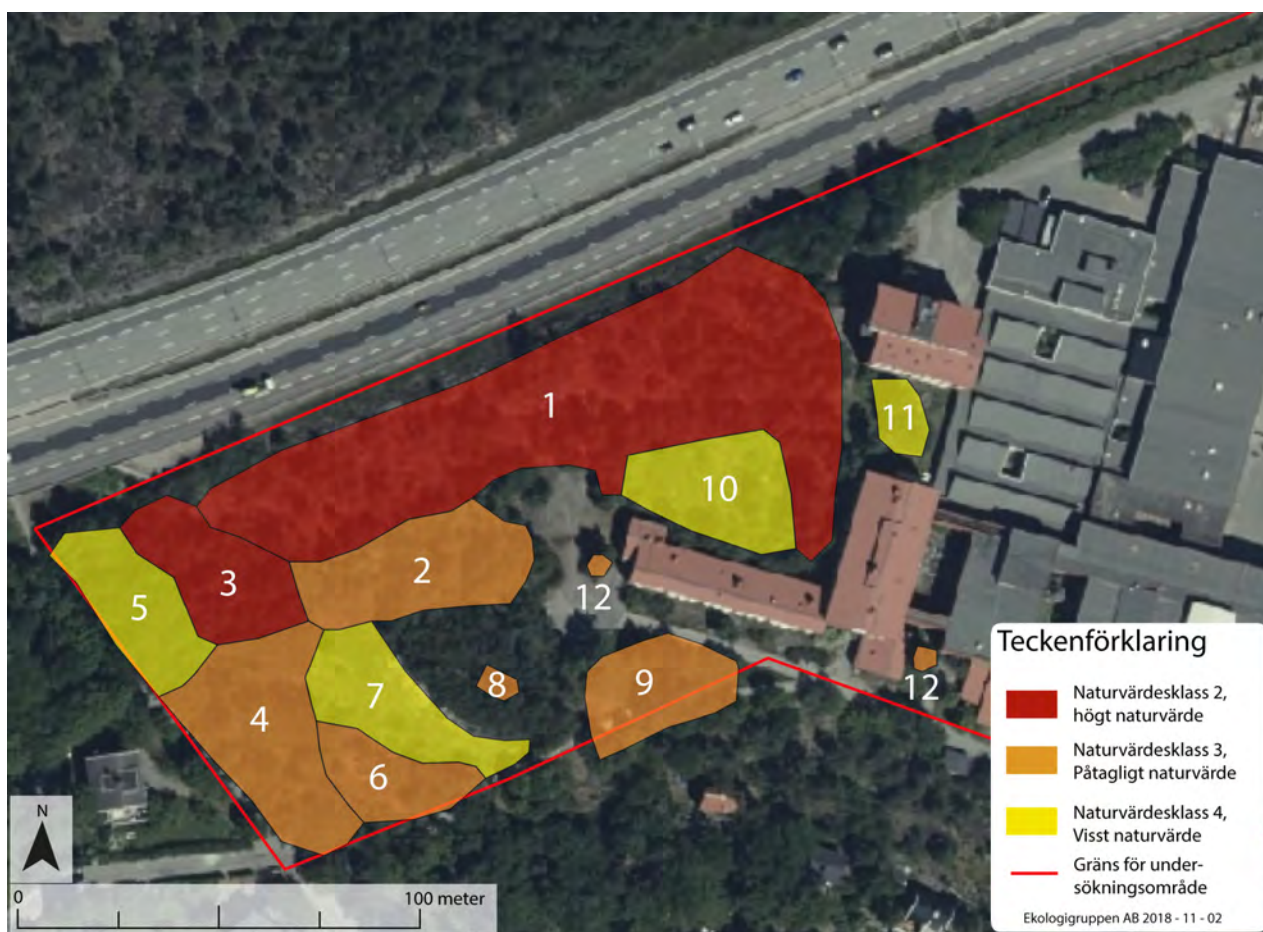 1
11
10
2
3
12
5
9
8
7
12
4
6
Teckenförklaring
Naturvärdesklass 2,
högt naturvärde
Naturvärdesklass 3,
Påtagligt naturvärde
Naturvärdesklass 4,
Visst naturvärde
Gräns för under-
sökningsområde
Ekologigruppen AB 2018 - 11 - 02
N
0 100 meter